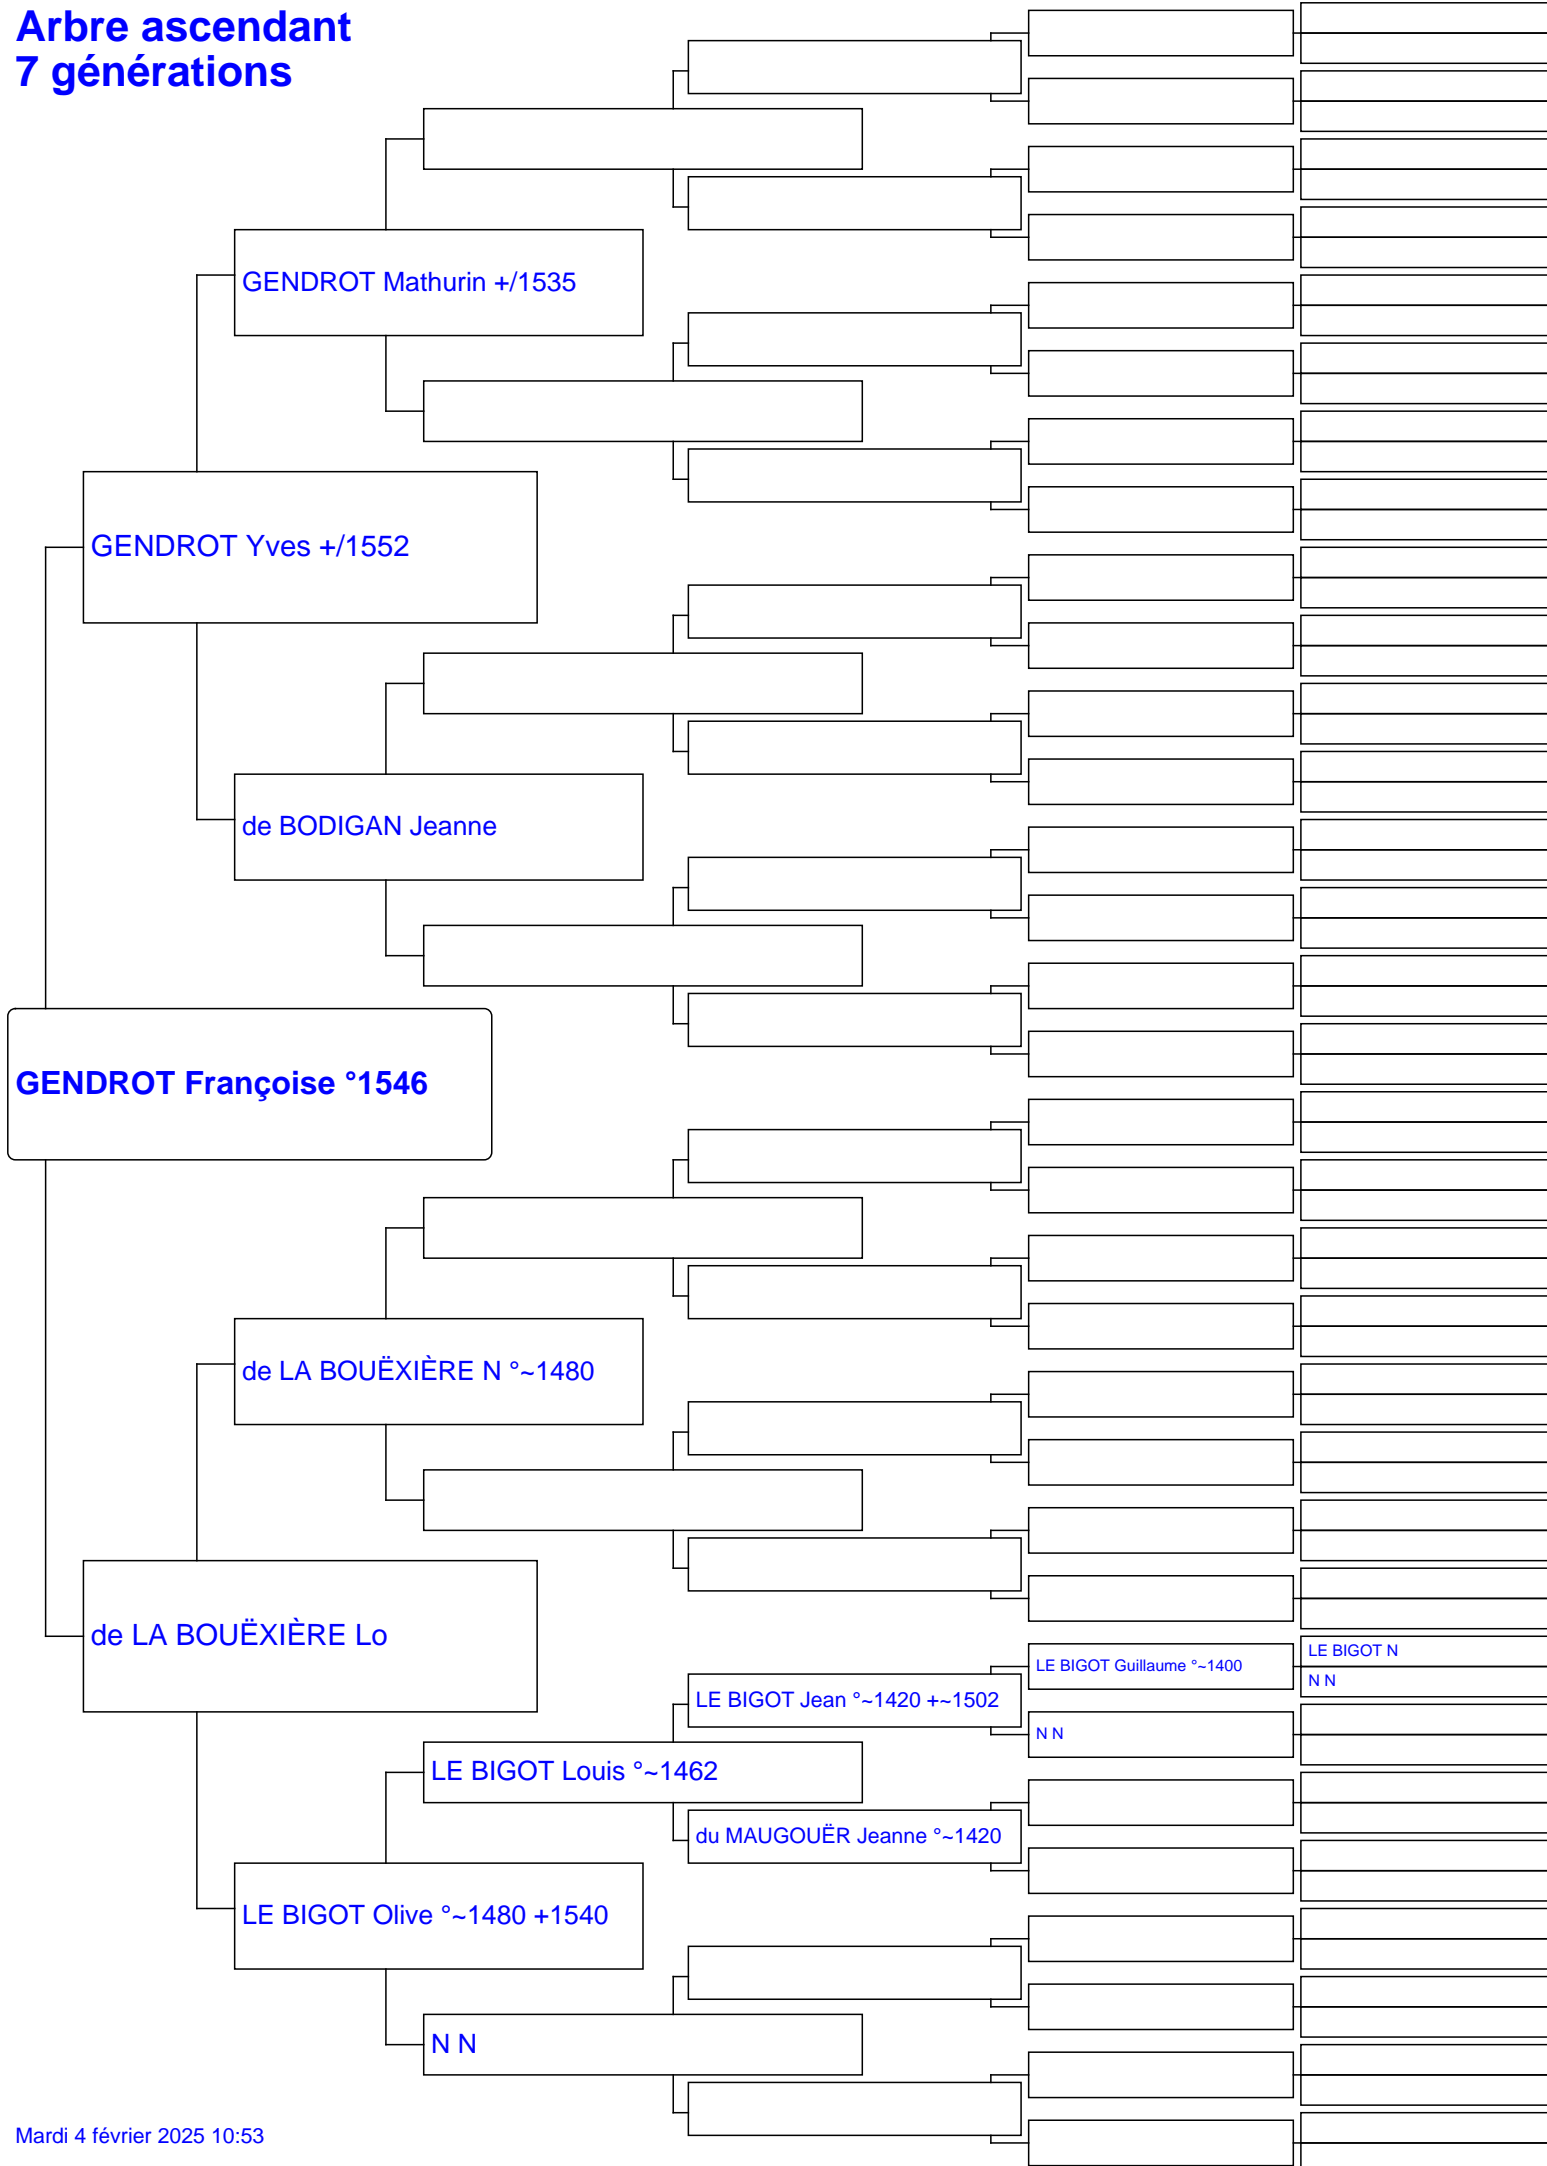 Arbre ascendant
7 générations
GENDROT Mathurin +/1535
GENDROT Yves +/1552
de BODIGAN Jeanne
GENDROT Françoise °1546
de LA BOUËXIÈRE N °~1480
de LA BOUËXIÈRE Lo
LE BIGOT Guillaume °~1400
LE BIGOT N
N N
LE BIGOT Jean °~1420 +~1502
N N
LE BIGOT Louis °~1462
du MAUGOUËR Jeanne °~1420
LE BIGOT Olive °~1480 +1540
N N
Mardi 4 février 2025 10:53